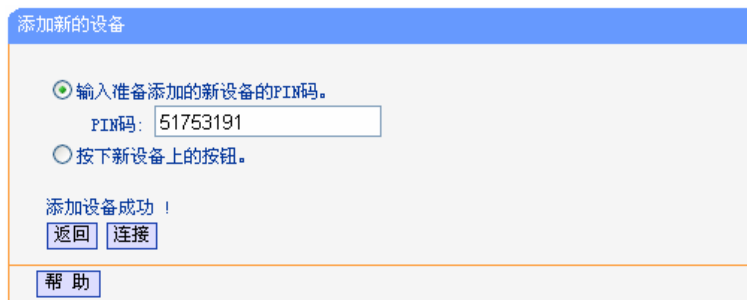 添加新的设备
输入准备添加的新设备的PIN码。
PIN码: 51753191
按下新设备上的按钮。
添加设备成功 !
返回 连接
帮 助